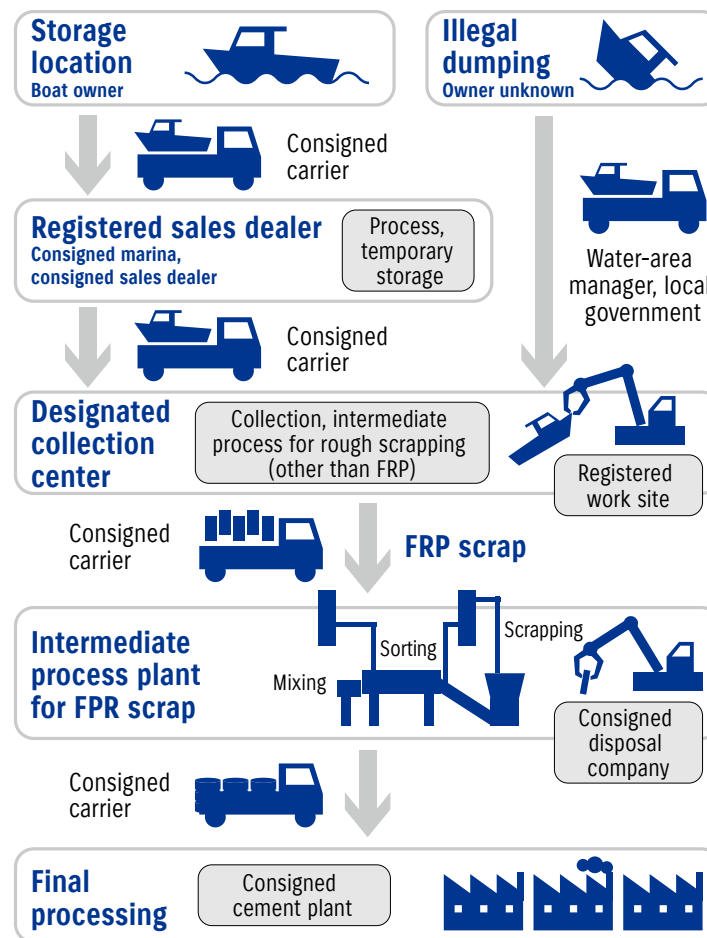 Storage
location
Boat owner
Illegal
dumping
Owner unknown
Consigned
carrier
Registered sales dealer
Consigned marina,
consigned sales dealer
Process,
temporary
storage
Water-area
manager, local
government
Consigned
carrier
Designated
collection
center
Collection, intermediate
process for rough scrapping
(other than FRP)
Registered
work site
Consigned
carrier
FRP scrap
Intermediate
process plant
for FPR scrap
Mixing
Sorting
Scrapping
Consigned
disposal
company
Consigned
carrier
Final
processing
Consigned
cement plant